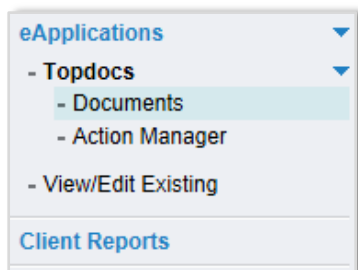 eApplications
- Topdocs
- Documents
- Action Manager
- View/Edit Existing
Client Reports